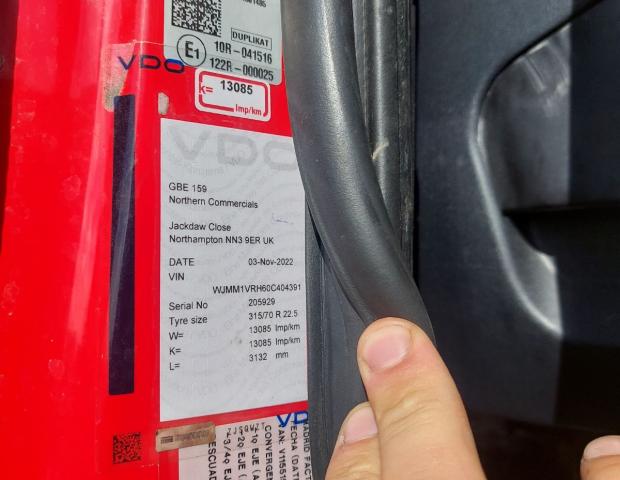 DUPLIKAT
E1 10R-041516
122R-000025
VDO
K= 13085
Imp/km
VDO
GBE 159
Northern Commercials
Jackdaw Close
Northampton NN3 9ER UK
DATE 03-Nov-2022
VIN
WJMM1VRH60C404391
Serial No 205929
Tyre size 315/70 R 22.5
W= 13085 Imp/km
K= 13085 Imp/km
L= 3132 mm